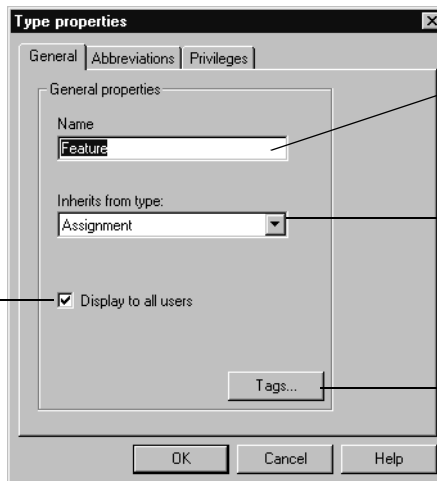 Type properties
General Abbreviations Privileges
General properties
Name
Feature
Inherits from type:
Assignment
Display to all users
Tags...
OK Cancel Help